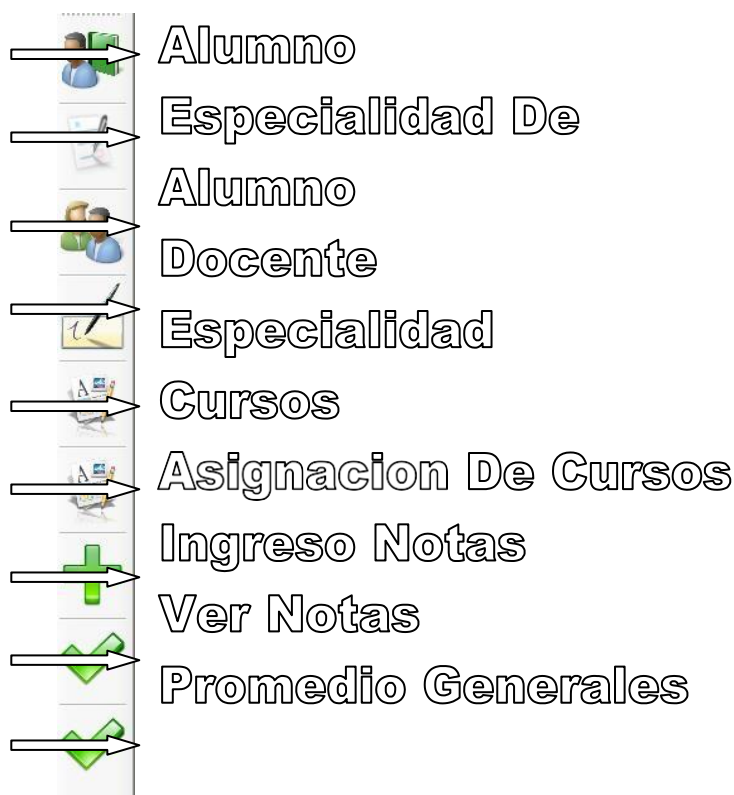 Alumno
Especialidad De
Alumno
Docente
Especialidad
Cursos
Asignacion De Cursos
Ingreso Notas
Ver Notas
Promedio Generales